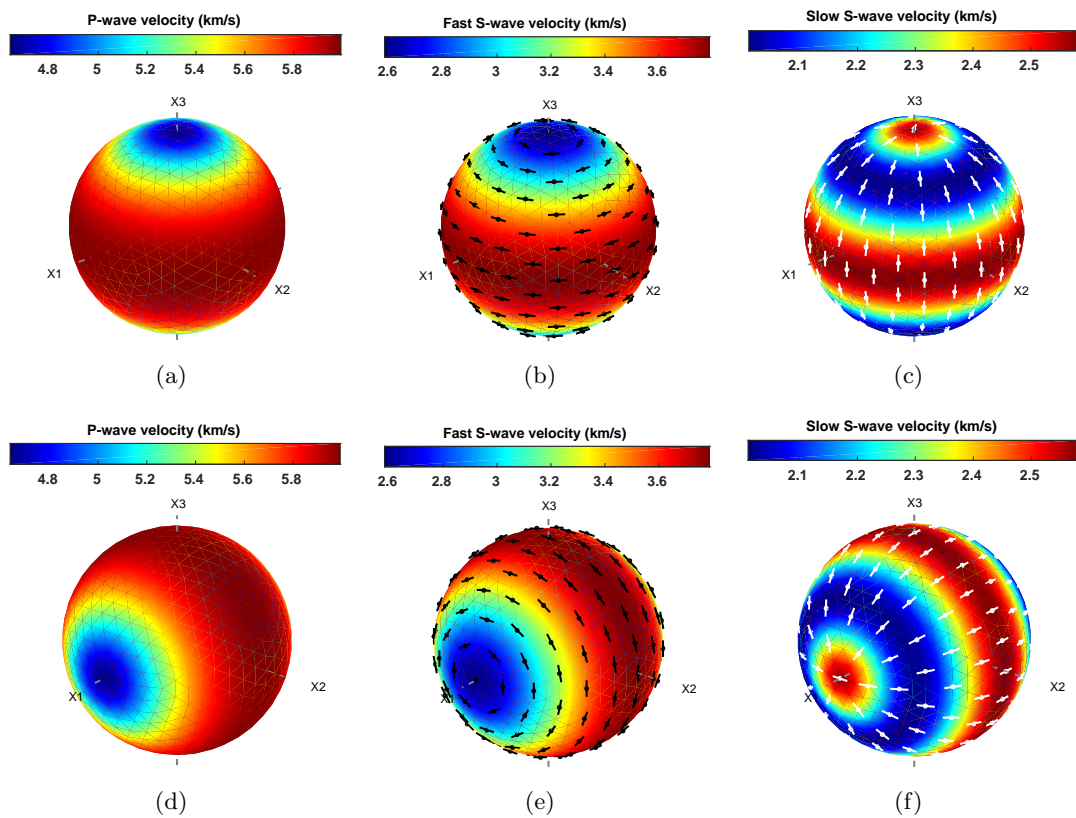 P-wave velocity (km/s)
4.8 5 5.2 5.4 5.6 5.8
X3
X1
X2
(a)
Fast S-wave velocity (km/s)
2.6 2.8 3 3.2 3.4 3.6
X3
X1
X2
(b)
Slow S-wave velocity (km/s)
2.1 2.2 2.3 2.4 2.5
X3
X1
X2
(c)
P-wave velocity (km/s)
4.8 5 5.2 5.4 5.6 5.8
X3
X1
X2
(d)
Fast S-wave velocity (km/s)
2.6 2.8 3 3.2 3.4 3.6
X3
X2
(e)
Slow S-wave velocity (km/s)
2.1 2.2 2.3 2.4 2.5
X3
X
X2
(f)